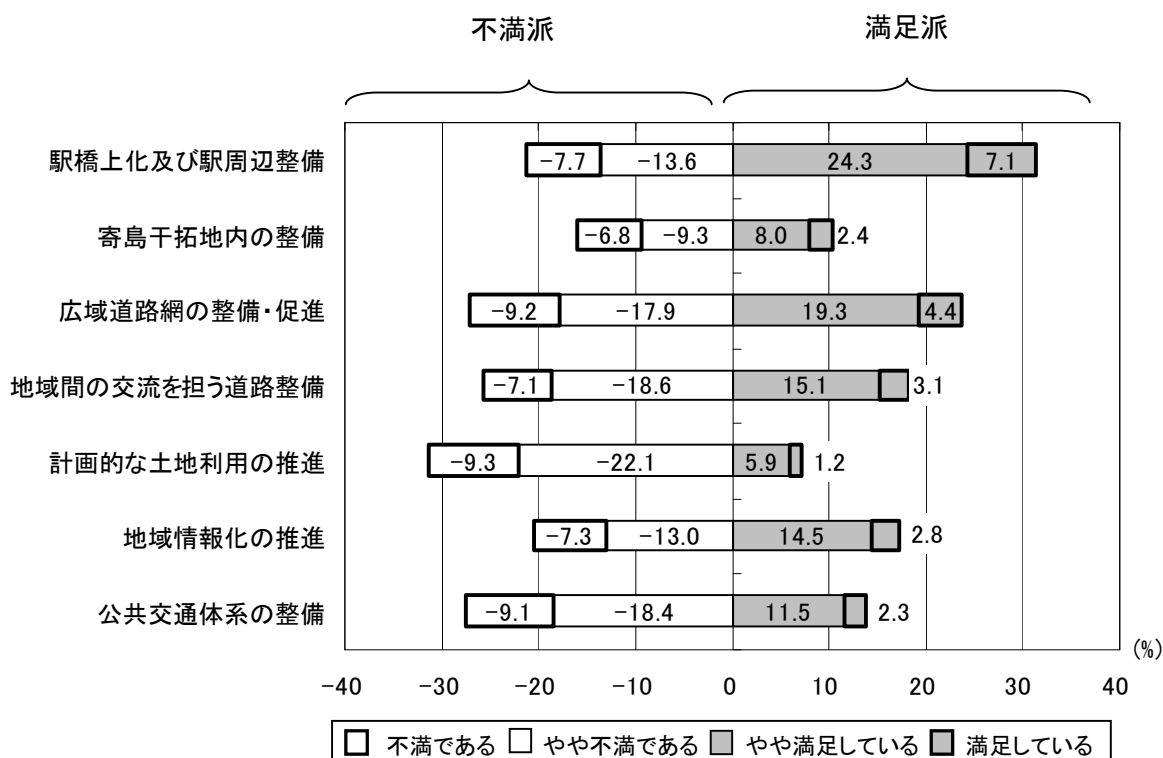 不満派 満足派
駅橋上化及び駅周辺整備 -7.7 -13.6 24.3 7.1
寄島干拓地内の整備 -6.8 -9.3 8.0 2.4
広域道路網の整備・促進 -9.2 -17.9 19.3 4.4
地域間の交流を担う道路整備 -7.1 -18.6 15.1 3.1
計画的な土地利用の推進 -9.3 -22.1 5.9 1.2
地域情報化の推進 -7.3 -13.0 14.5 2.8
公共交通体系の整備 -9.1 -18.4 11.5 2.3
(%)
-40 -30 -20 -10 0 10 20 30 40
不満である やや不満である やや満足している 満足している